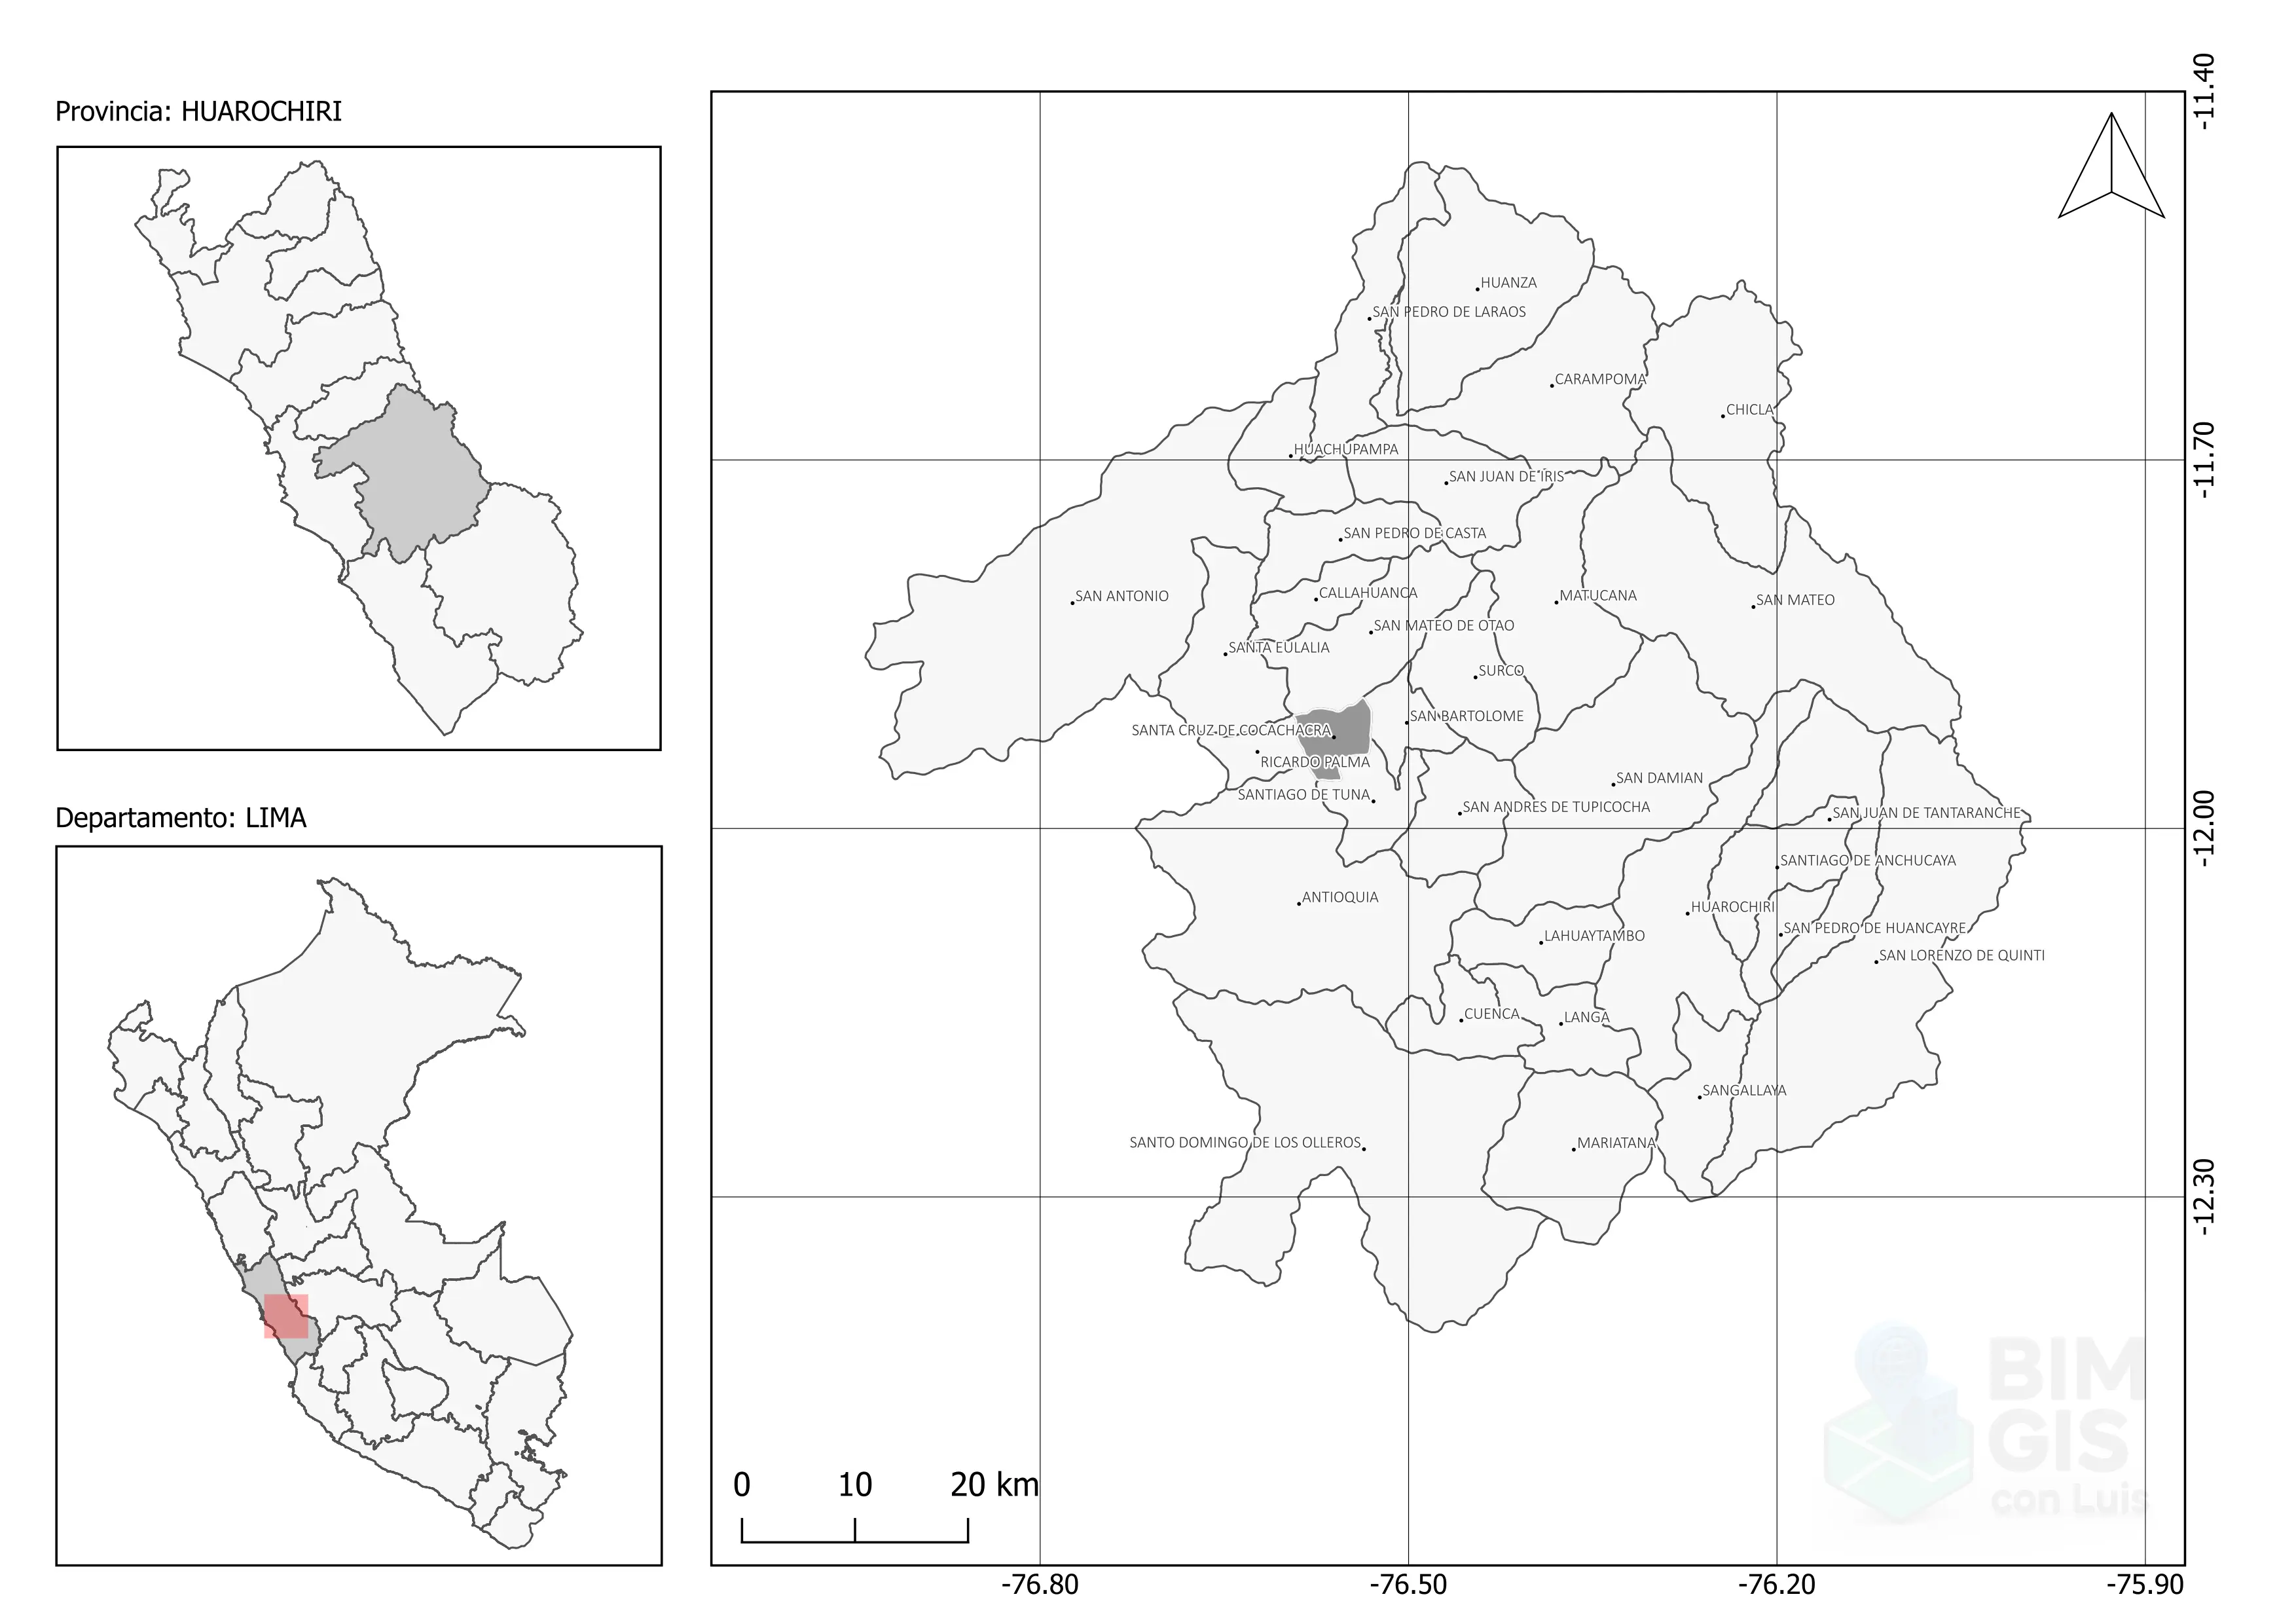 Provincia: HUAROCHIRI
Departamento: LIMA
-11.40
HUANZA
SAN PEDRO DE LARAOS
CARAMPOMA
CHICLA
HUACHUPAMPA
-11.70
SAN JUAN DE IRIS
SAN PEDRO DE CASTA
SAN ANTONIO
CALLAHUANCA
MATUCANA
SAN MATEO
SAN MATEO DE OTAO
SANTA EULALIA
SURCO
SAN BARTOLOME
SANTA CRUZ DE COCACHACRA
RICARDO PALMA
SAN DAMIAN
SANTIAGO DE TUNA
SAN ANDRES DE TUPICOCHA
SAN JUAN DE TANTARANCHE
-12.00
SANTIAGO DE ANCHUCAYA
ANTIOQUIA
HUAROCHIRI
SAN PEDRO DE HUANCAYRE
LAHUAYTAMBO
SAN LORENZO DE QUINTI
CUENCA
LANGA
SANGALLAYA
SANTO DOMINGO DE LOS OLLEROS
MARIATANA
-12.30
BIM
GIS
con Luis
0 10 20 km
-76.80 -76.50 -76.20 -75.90